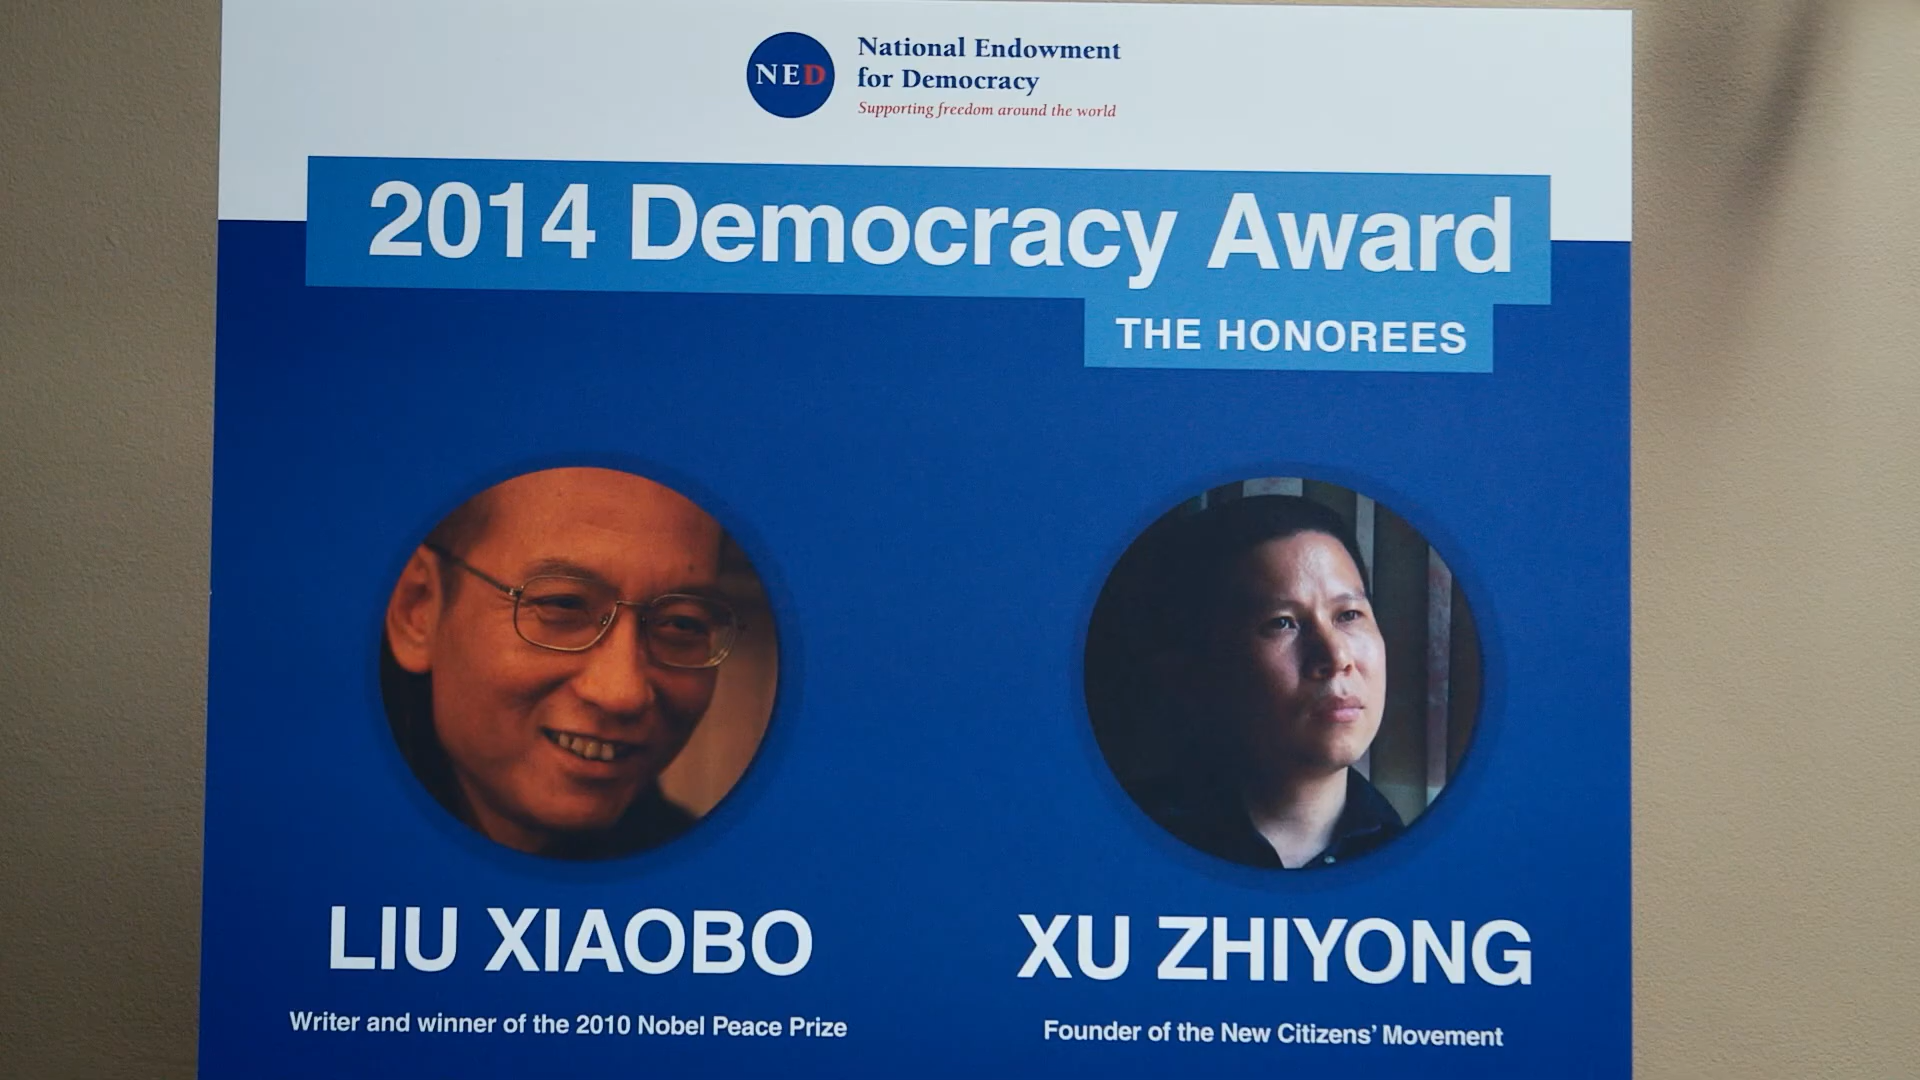 NED
National Endowment
for Democracy
Supporting freedom around the world
2014 Democracy Award
THE HONOREES
LIU XIAOBO
Writer and winner of the 2010 Nobel Peace Prize
XU ZHIYONG
Founder of the New Citizens' Movement